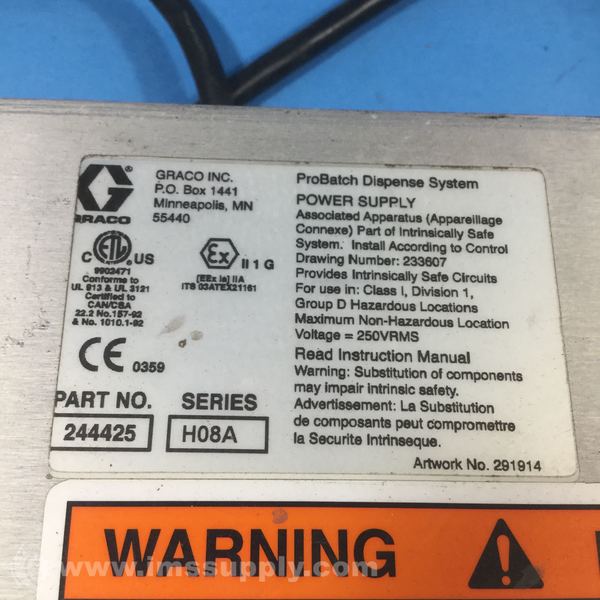 GRACO
GRACO INC.
P.O. Box 1441
Minneapolis, MN
55440
C ETL US
9902471
Conforme to
UL 913 & UL 3121
Certified to
CAN/CSA
22.2 No.157-92
& No. 1010.1-92
Ex II 1 G
[EEx ia] IIA
ITS 03ATEX21161
CE 0359
PART NO. SERIES
244425 H08A
ProBatch Dispense System
POWER SUPPLY
Associated Apparatus (Appareillage
Connexe) Part of Intrinsically Safe
System. Install According to Control
Drawing Number: 233607
Provides Intrinsically Safe Circuits
For use in: Class I, Division 1,
Group D Hazardous Locations
Maximum Non-Hazardous Location
Voltage = 250VRMS
Read Instruction Manual
Warning: Substitution of components
may impair intrinsic safety.
Advertissement: La Substitution
de composants peut compromettre
la Securite Intrinseque.
Artwork No. 291914
WARNING
www.imssupply.com